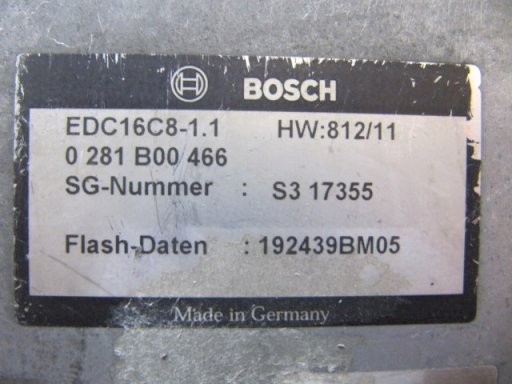 BOSCH
EDC16C8-1.1 HW:812/11
0 281 B00 466
SG-Nummer : S3 17355
Flash-Daten : 192439BM05
Made in Germany